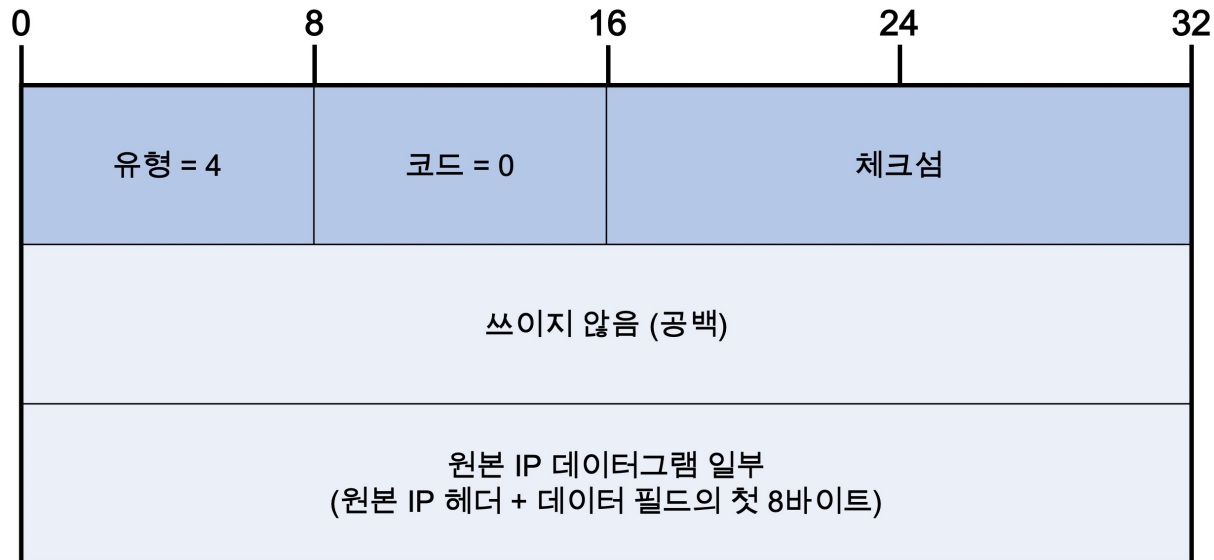 0 8 16 24 32
유형 = 4 코드 = 0 체크섬
쓰이지 않음 (공백)
원본 IP 데이터그램 일부
(원본 IP 헤더 + 데이터 필드의 첫 8바이트)